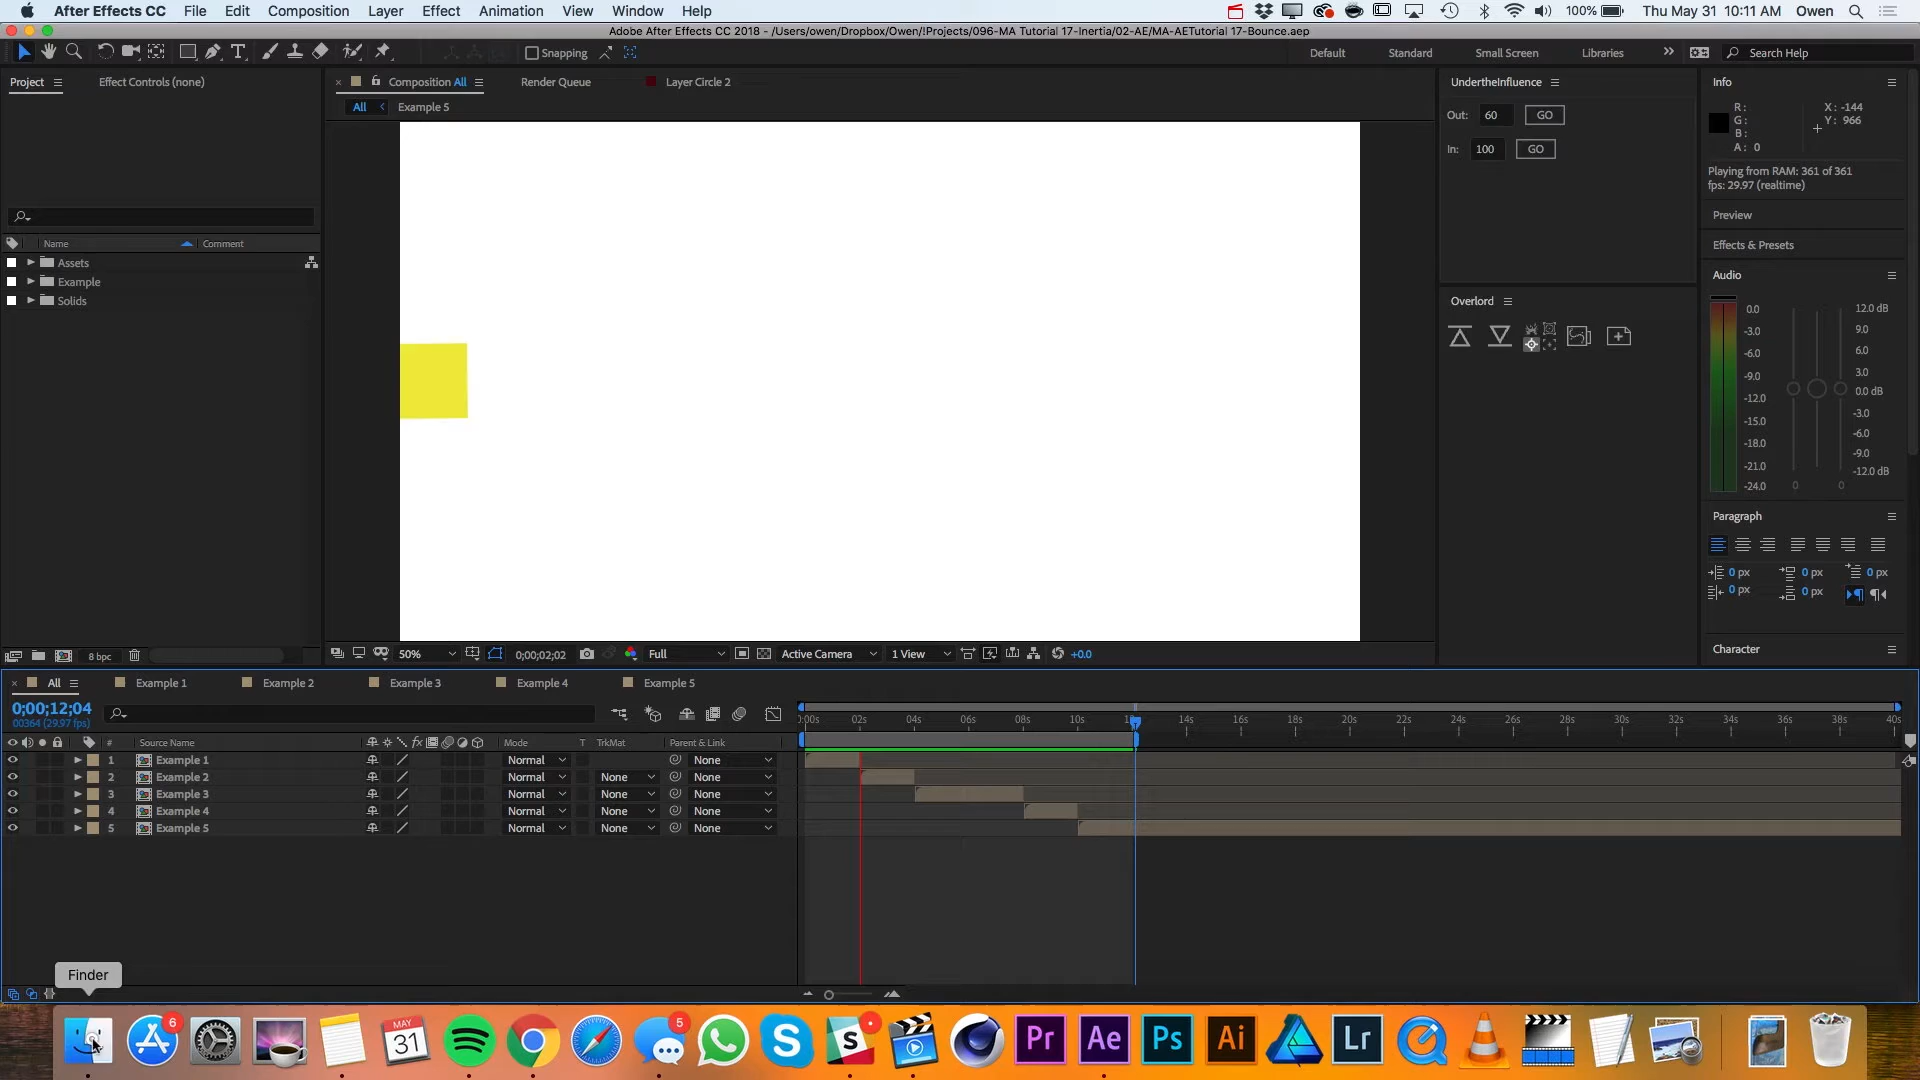 After Effects CC File Edit Composition Layer Effect Animation View Window Help 100% Thu May 31 10:11 AM Owen
Adobe After Effects CC 2018 - /Users/owen/Dropbox/Owen/!Projects/096-MA Tutorial 17-Inertia/02-AE/MA-AETutorial 17-Bounce.aep
Snapping Default Standard Small Screen Libraries Search Help
Project Effect Controls (none) Composition All Render Queue Layer Circle 2 UndertheInfluence Info
All Example 5
Out: 60 GO
In: 100 GO
R: X: -144
G: Y: 966
B:
A: 0
Playing from RAM: 361 of 361
fps: 29.97 (realtime)
Preview
Effects & Presets
Name Comment
Assets
Example
Solids
Overlord
Audio
0.0 12.0 dB
-3.0 9.0
-6.0 6.0
-9.0 3.0
-12.0 0.0 dB
-15.0 -3.0
-18.0 -6.0
-21.0 -9.0
-24.0 -12.0 dB
0 0
Paragraph
0 px 0 px 0 px
0 px 0 px
Character
8 bpc 50% 0;00;02;02 Full Active Camera 1 View +0.0
All Example 1 Example 2 Example 3 Example 4 Example 5
0;00;12;04
00364 (29.97 fps)
0:00s 02s 04s 06s 08s 10s 14s 16s 18s 20s 22s 24s 26s 28s 30s 32s 34s 36s 38s 40s
# Source Name fx Mode T TrkMat Parent & Link
1 Example 1 Normal None
2 Example 2 Normal None None
3 Example 3 Normal None None
4 Example 4 Normal None None
5 Example 5 Normal None None
Finder
6 MAY 31 5 S S Pr Ae Ps Ai Lr